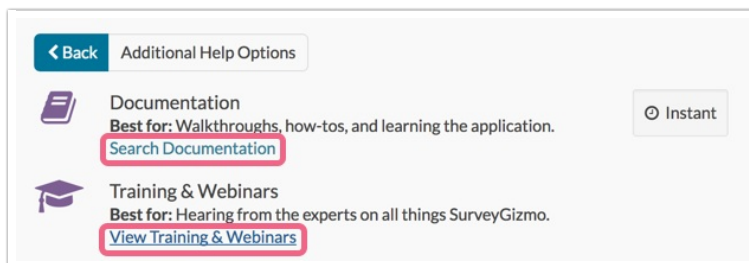 Back Additional Help Options
Documentation
Best for: Walkthroughs, how-tos, and learning the application.
Instant
Search Documentation
Training & Webinars
Best for: Hearing from the experts on all things SurveyGizmo.
View Training & Webinars